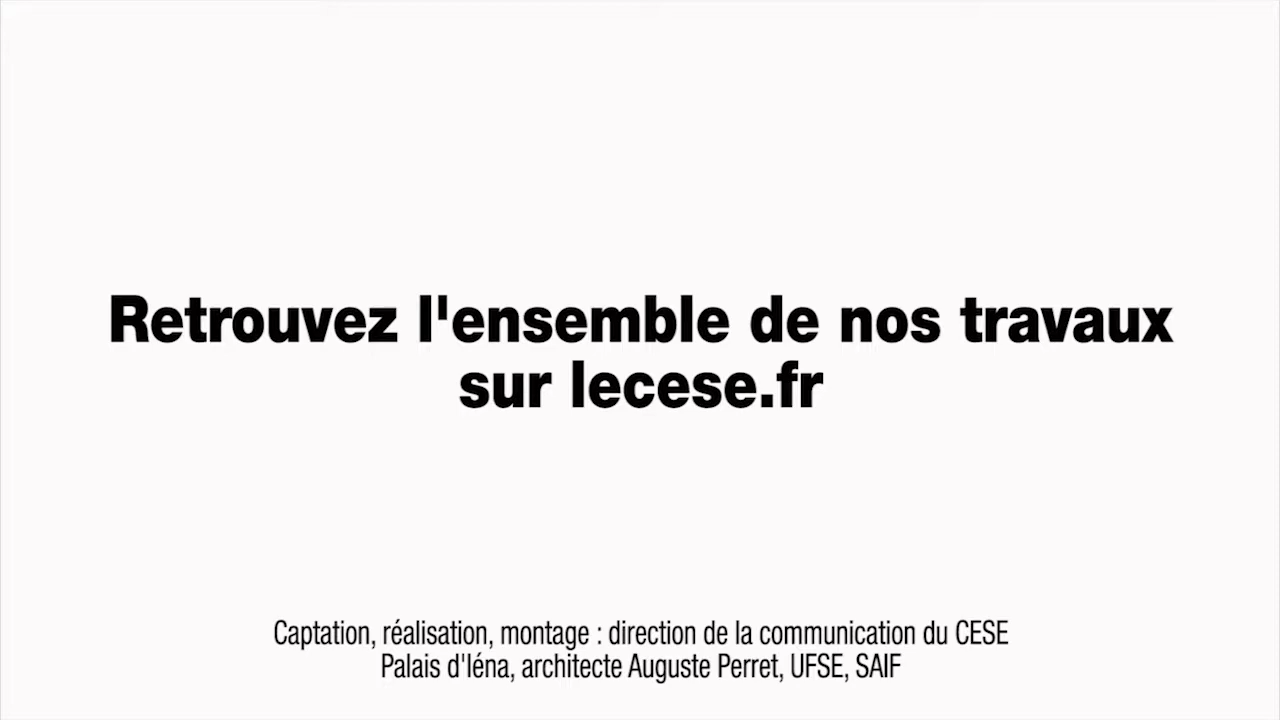 Retrouvez l'ensemble de nos travaux
sur lecese.fr
Captation, réalisation, montage : direction de la communication du CESE
Palais d'Iéna, architecte Auguste Perret, UFSE, SAIF